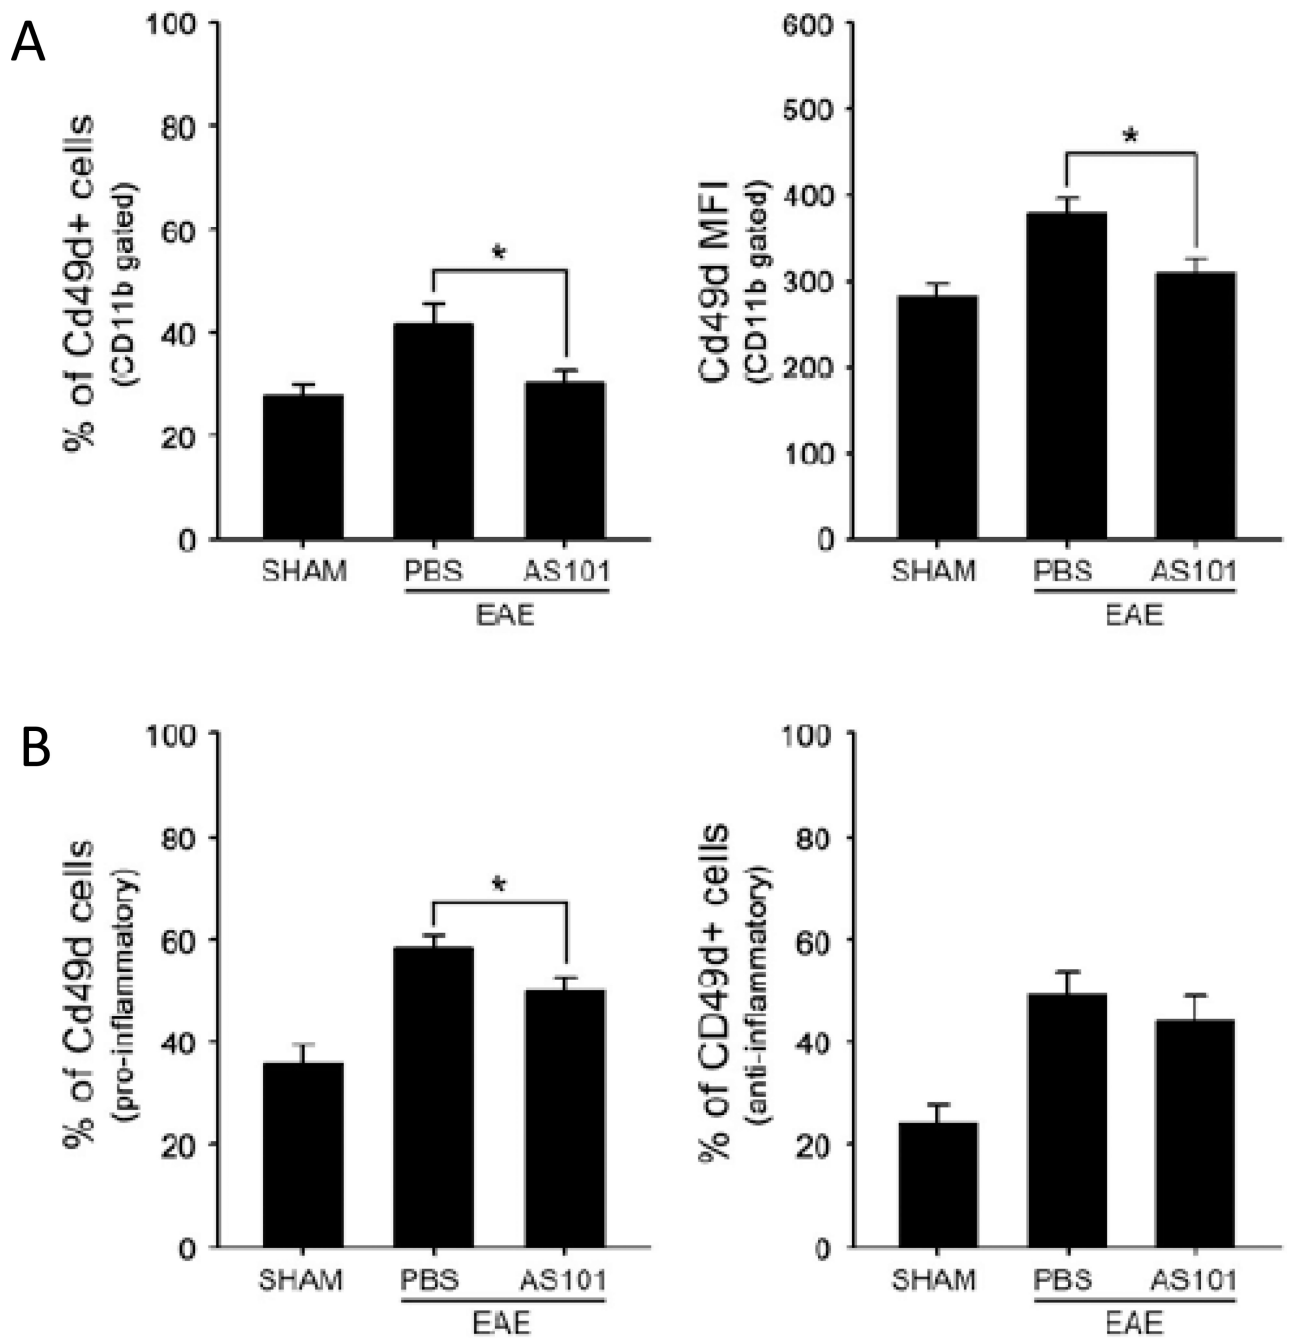 A
% of Cd49d+ cells
(CD11b gated)
100
80
60
40
20
0
*
SHAM PBS AS101
EAE
Cd49d MFI
(CD11b gated)
600
500
400
300
200
100
0
*
SHAM PBS AS101
EAE
B
% of Cd49d cells
(pro-inflammatory)
100
80
60
40
20
0
*
SHAM PBS AS101
EAE
% of CD49d+ cells
(anti-inflammatory)
100
80
60
40
20
0
SHAM PBS AS101
EAE